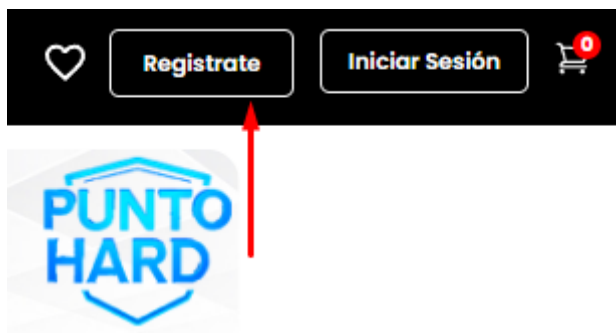 Registrate
Iniciar Sesión
0
PUNTO
HARD